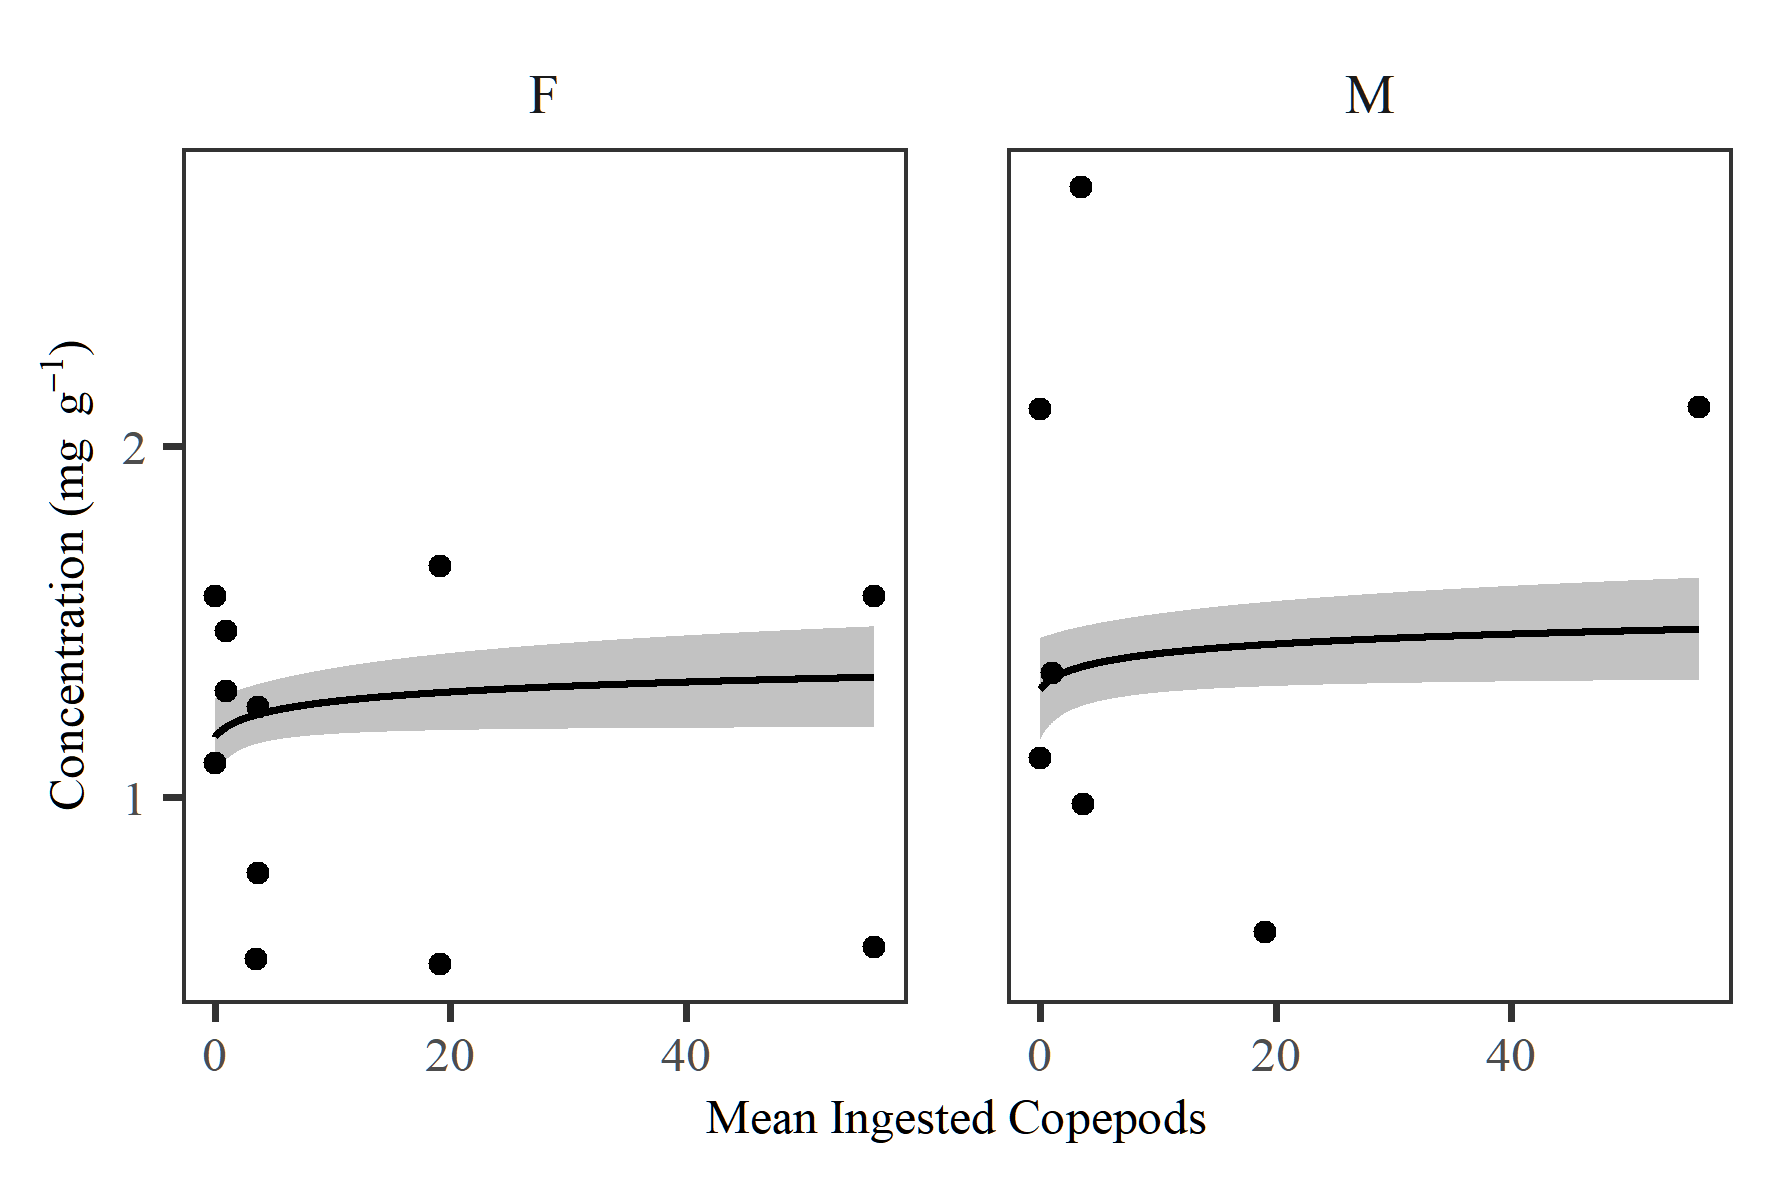 F
M
Concentration (mg g⁻¹)
2
1
0 20 40
0 20 40
Mean Ingested Copepods